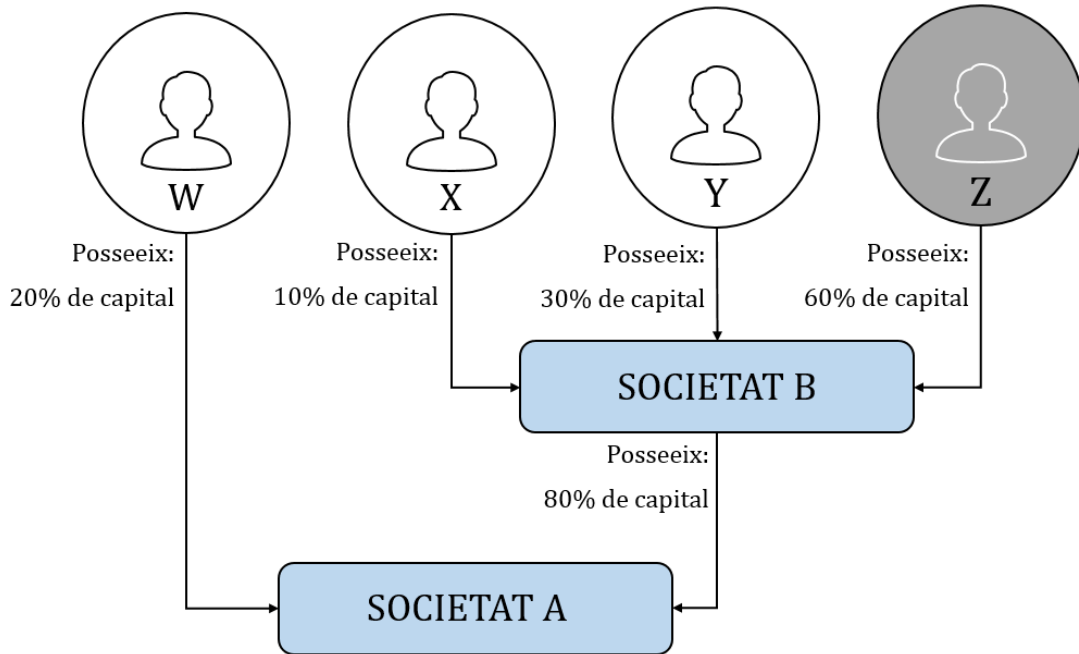 W
X
Y
Z
Posseeix:
20% de capital
Posseeix:
10% de capital
Posseeix:
30% de capital
Posseeix:
60% de capital
SOCIETAT B
Posseeix:
80% de capital
SOCIETAT A